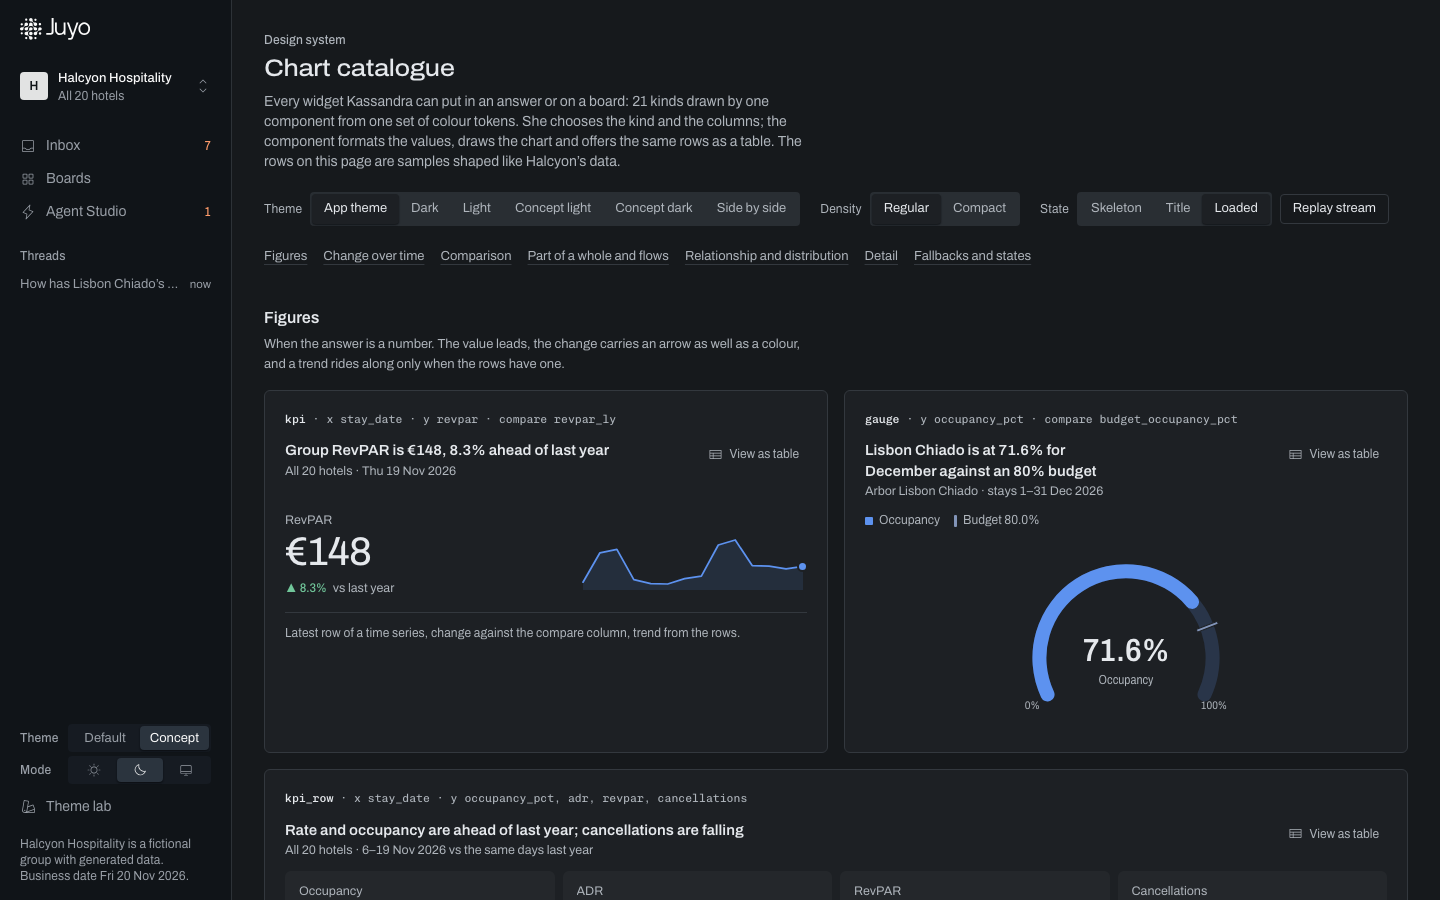 Juyo
H
Halcyon Hospitality
All 20 hotels
Inbox
7
Boards
Agent Studio
1
Threads
How has Lisbon Chiado's ...
now
Theme
Default
Concept
Mode
Theme lab
Halcyon Hospitality is a fictional
group with generated data.
Business date Fri 20 Nov 2026.
Design system
Chart catalogue
Every widget Kassandra can put in an answer or on a board: 21 kinds drawn by one
component from one set of colour tokens. She chooses the kind and the columns; the
component formats the values, draws the chart and offers the same rows as a table. The
rows on this page are samples shaped like Halcyon's data.
Theme
App theme
Dark
Light
Concept light
Concept dark
Side by side
Density
Regular
Compact
State
Skeleton
Title
Loaded
Replay stream
Figures
Change over time
Comparison
Part of a whole and flows
Relationship and distribution
Detail
Fallbacks and states
Figures
When the answer is a number. The value leads, the change carries an arrow as well as a colour,
and a trend rides along only when the rows have one.
kpi · x stay_date · y revpar · compare revpar_ly
Group RevPAR is €148, 8.3% ahead of last year
All 20 hotels · Thu 19 Nov 2026
View as table
RevPAR
€148
▲ 8.3% vs last year
Latest row of a time series, change against the compare column, trend from the rows.
gauge · y occupancy_pct · compare budget_occupancy_pct
Lisbon Chiado is at 71.6% for
December against an 80% budget
Arbor Lisbon Chiado · stays 1–31 Dec 2026
View as table
Occupancy
Budget 80.0%
71.6%
Occupancy
0%
100%
kpi_row · x stay_date · y occupancy_pct, adr, revpar, cancellations
Rate and occupancy are ahead of last year; cancellations are falling
All 20 hotels · 6–19 Nov 2026 vs the same days last year
View as table
Occupancy
ADR
RevPAR
Cancellations